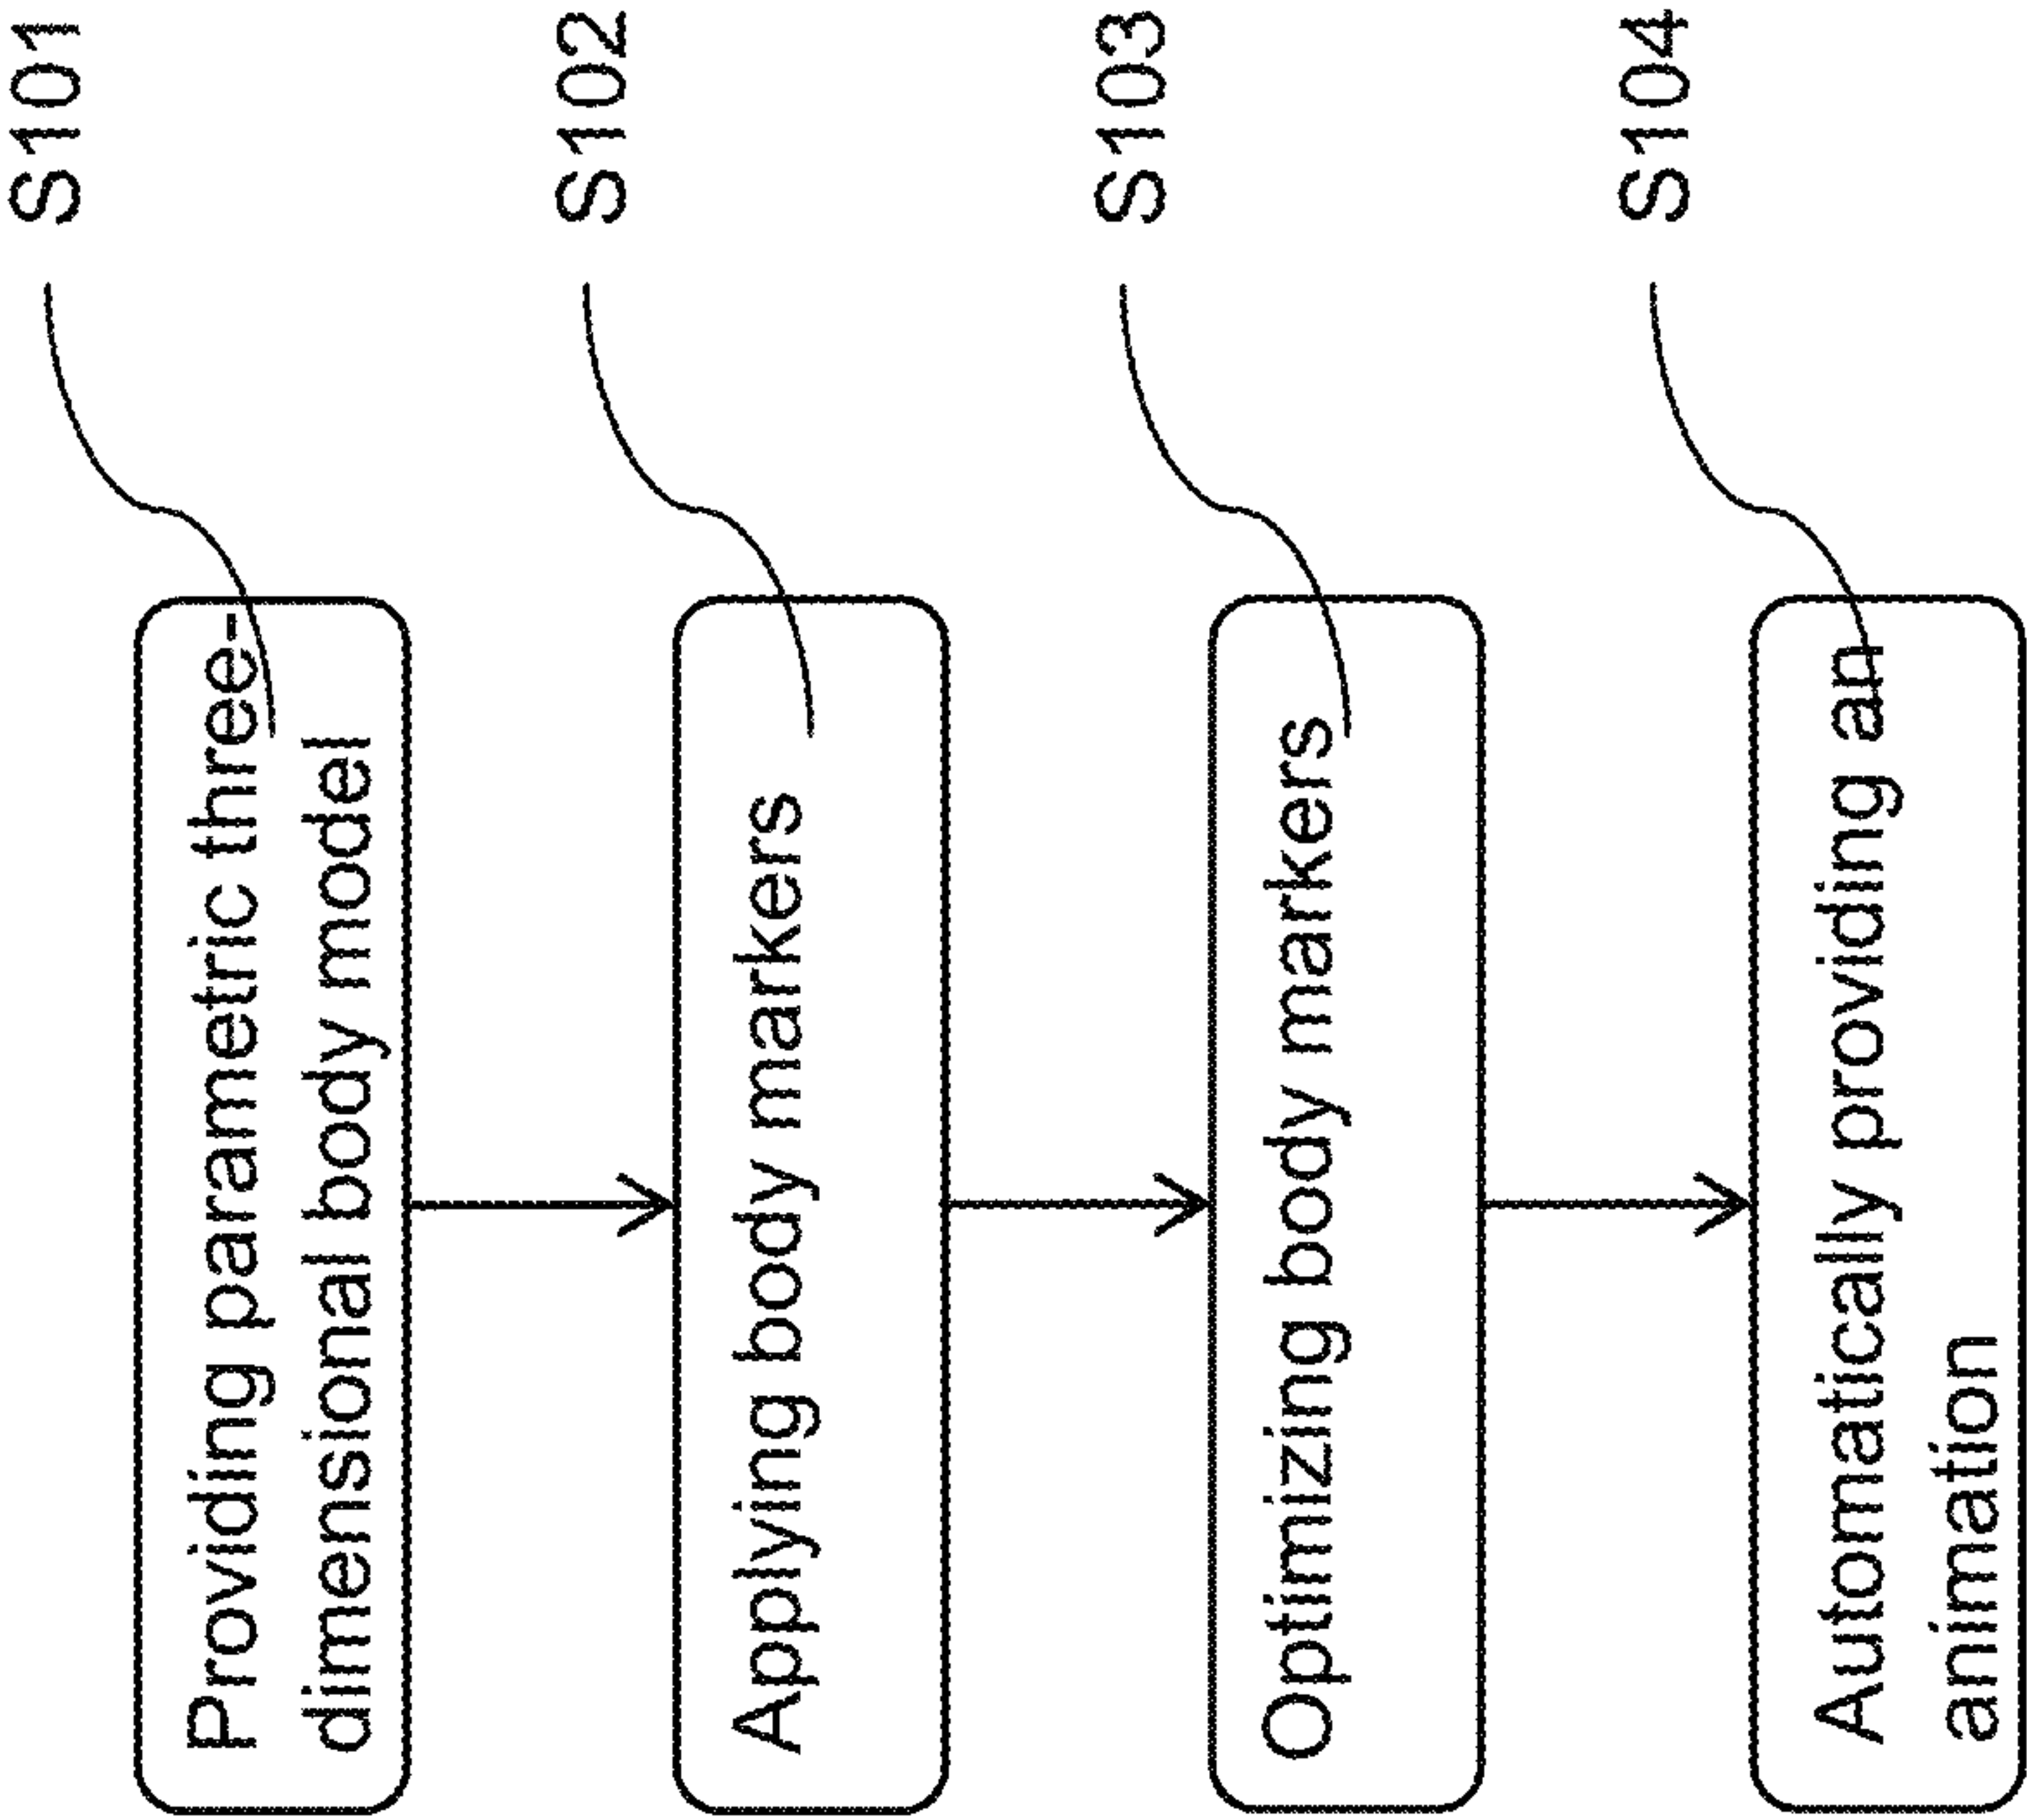 Providing parametric three-
dimensional body model
S101
Applying body markers
S102
Optimizing body markers
S103
Automatically providing an
animation
S104